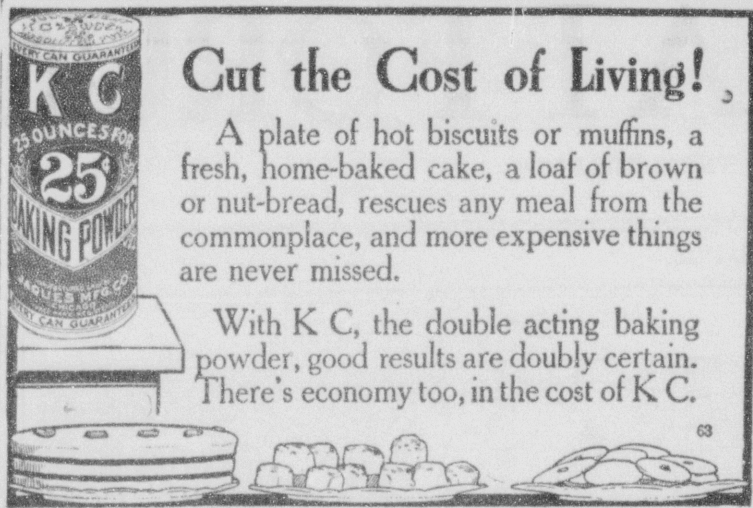 EVERY CAN GUARANTEED
K C
25 OUNCES FOR
25¢
BAKING POWDER
JAQUES MFG. CO.
EVERY CAN GUARANTEED
Cut the Cost of Living!
A plate of hot biscuits or muffins, a
fresh, home-baked cake, a loaf of brown
or nut-bread, rescues any meal from the
commonplace, and more expensive things
are never missed.
With K C, the double acting baking
powder, good results are doubly certain.
There's economy too, in the cost of K C.
63